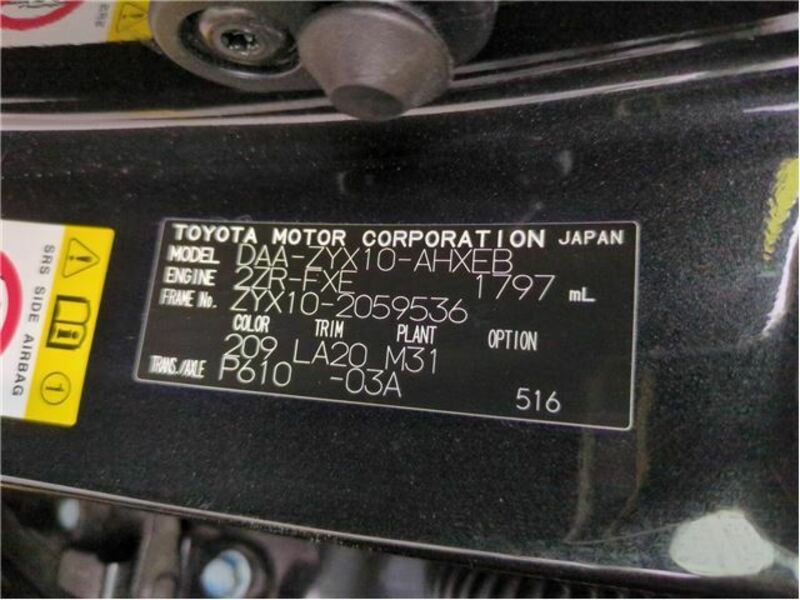 TOYOTA MOTOR CORPORATION JAPAN
MODEL DAA-ZYX10-AHXEB
ENGINE 2ZR-FXE 1797 mL
FRAME No. ZYX10-2059536
COLOR TRIM PLANT OPTION
209 LA20 M31
TRANS./AXLE P610 -03A
516
SRS SIDE AIRBAG
1